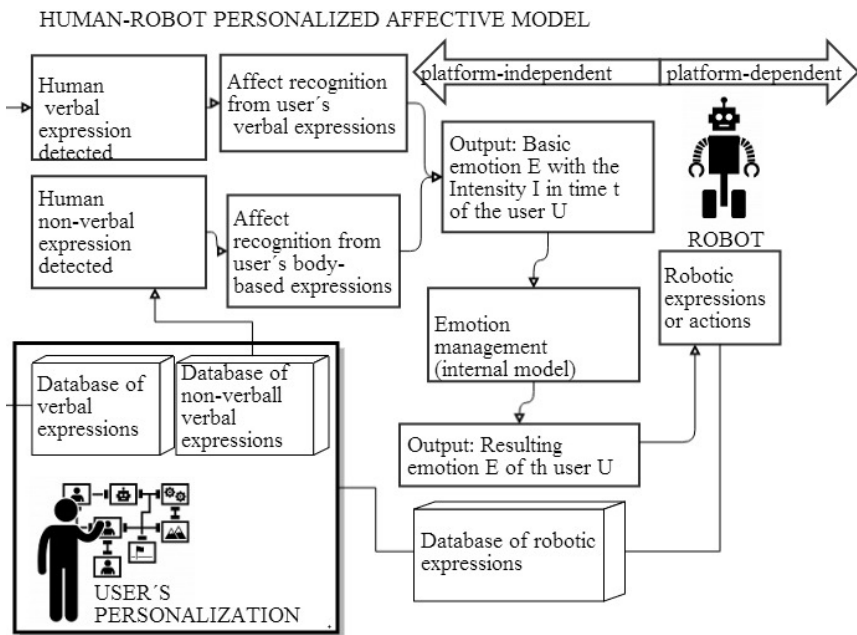 HUMAN-ROBOT PERSONALIZED AFFECTIVE MODEL
Human
verbal
expression
detected
Affect recognition
from user´s
verbal expressions
platform-independent
platform-dependent
Human
non-verbal
expression
detected
Affect
recognition from
user´s body-
based expressions
Output: Basic
emotion E with the
Intensity I in time t
of the user U
ROBOT
Robotic
expressions
or actions
Emotion
management
(internal model)
Database of
verbal
expressions
Database of
non-verball
verbal
expressions
Output: Resulting
emotion E of th user U
Database of robotic
expressions
USER´S
PERSONALIZATION